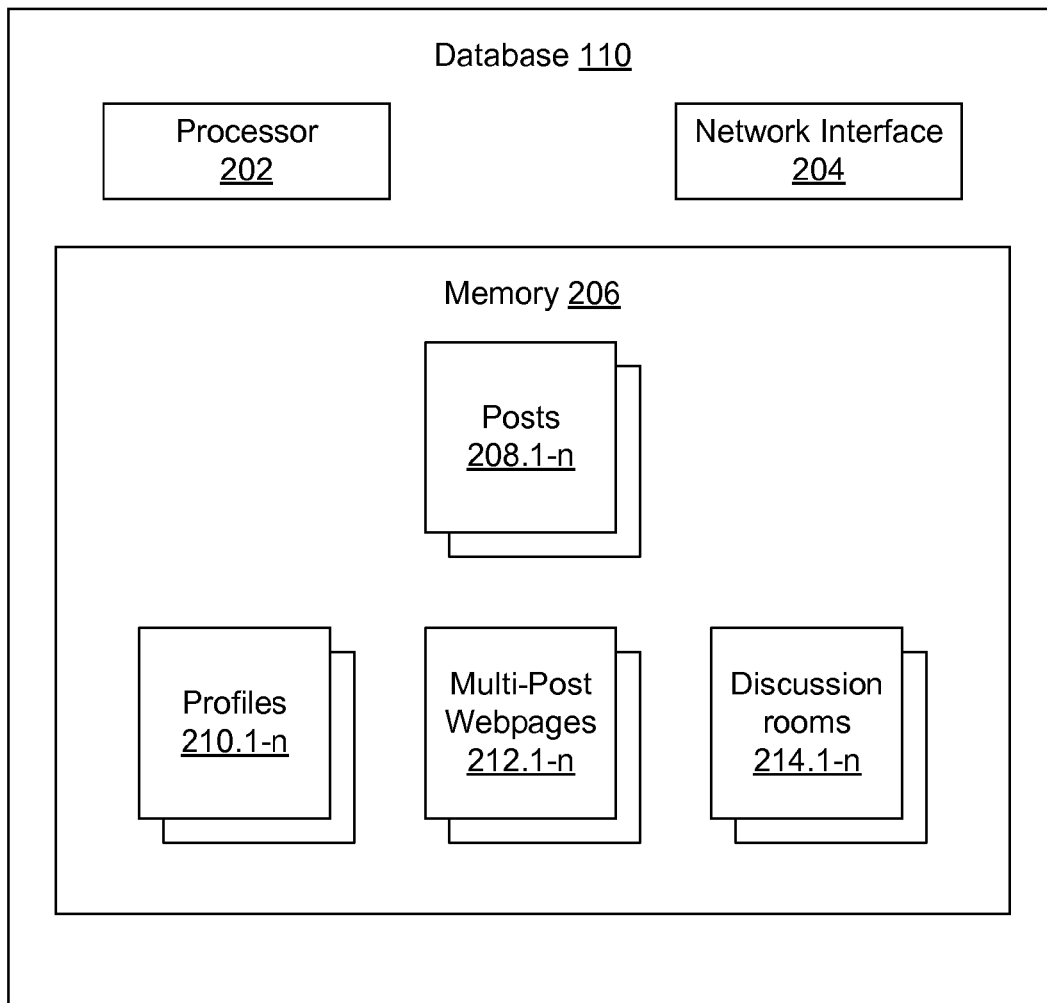 Database 110
Processor
202
Network Interface
204
Memory 206
Posts
208.1-n
Profiles
210.1-n
Multi-Post
Webpages
212.1-n
Discussion
rooms
214.1-n